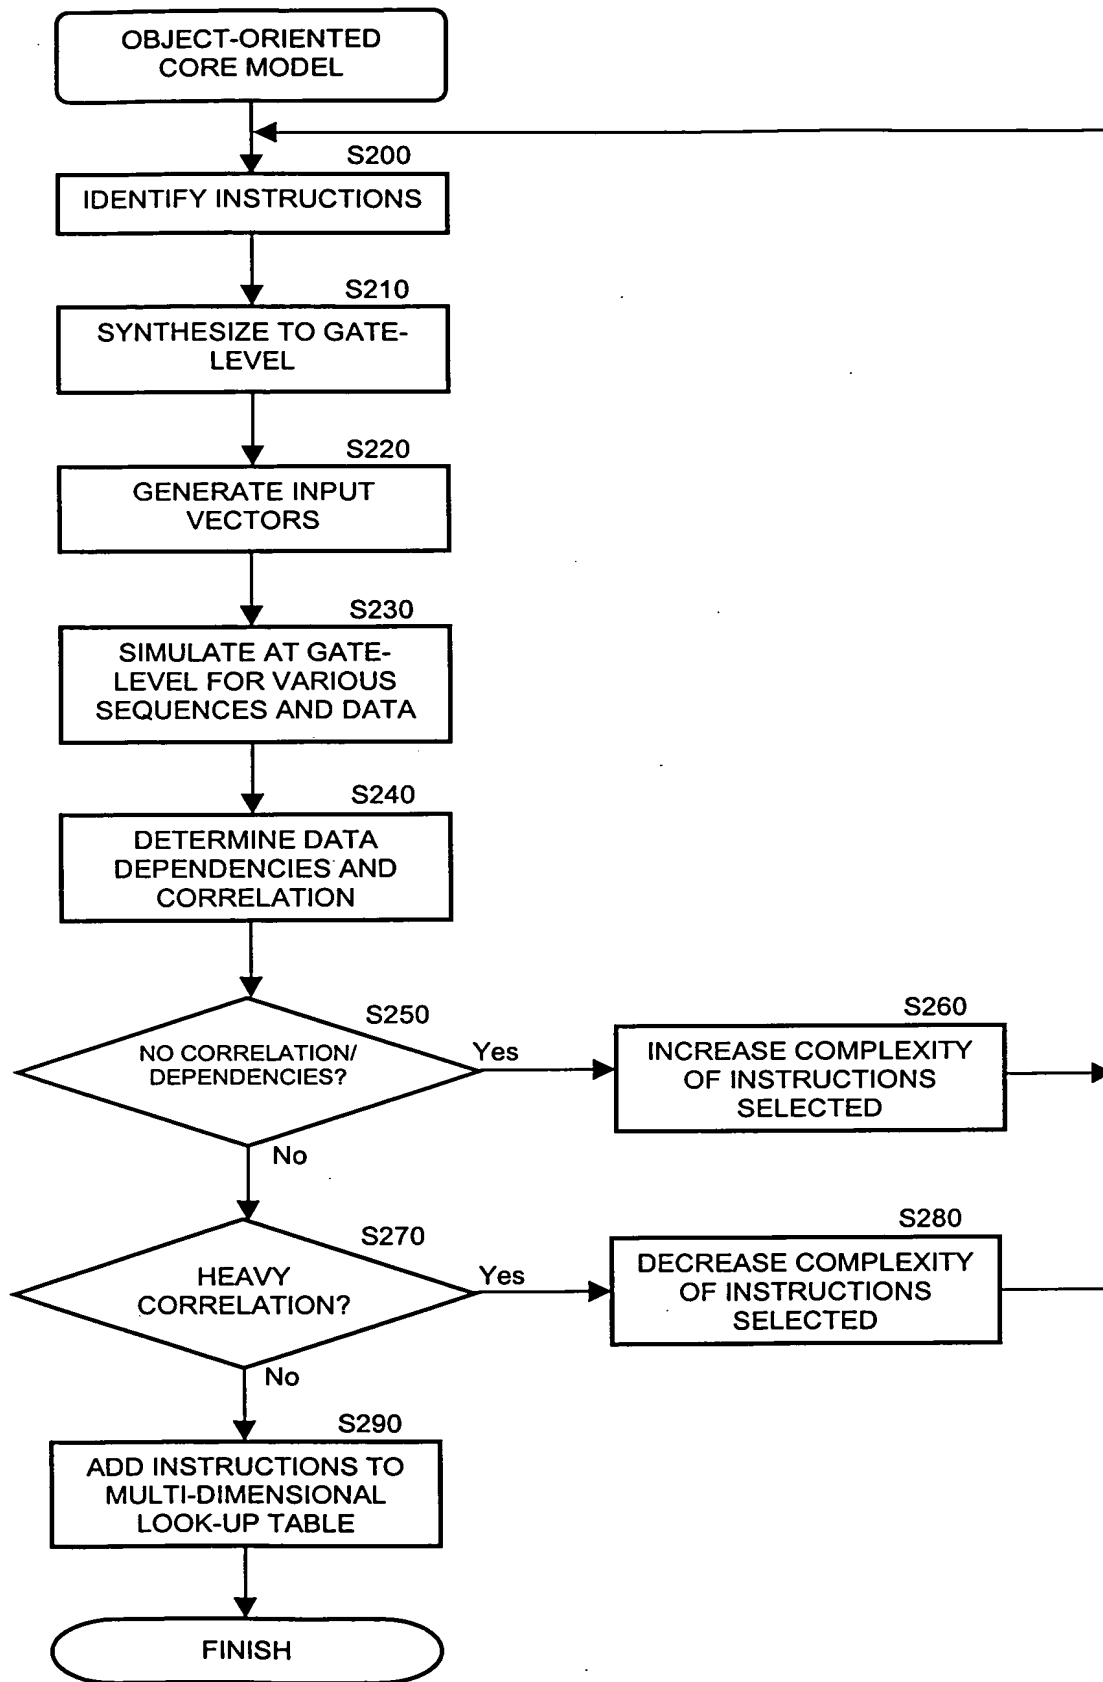 OBJECT-ORIENTED
CORE MODEL
S200
IDENTIFY INSTRUCTIONS
S210
SYNTHESIZE TO GATE-
LEVEL
S220
GENERATE INPUT
VECTORS
S230
SIMULATE AT GATE-
LEVEL FOR VARIOUS
SEQUENCES AND DATA
S240
DETERMINE DATA
DEPENDENCIES AND
CORRELATION
S250
NO CORRELATION/
DEPENDENCIES?
Yes
S260
INCREASE COMPLEXITY
OF INSTRUCTIONS
SELECTED
No
S270
HEAVY
CORRELATION?
Yes
S280
DECREASE COMPLEXITY
OF INSTRUCTIONS
SELECTED
No
S290
ADD INSTRUCTIONS TO
MULTI-DIMENSIONAL
LOOK-UP TABLE
FINISH